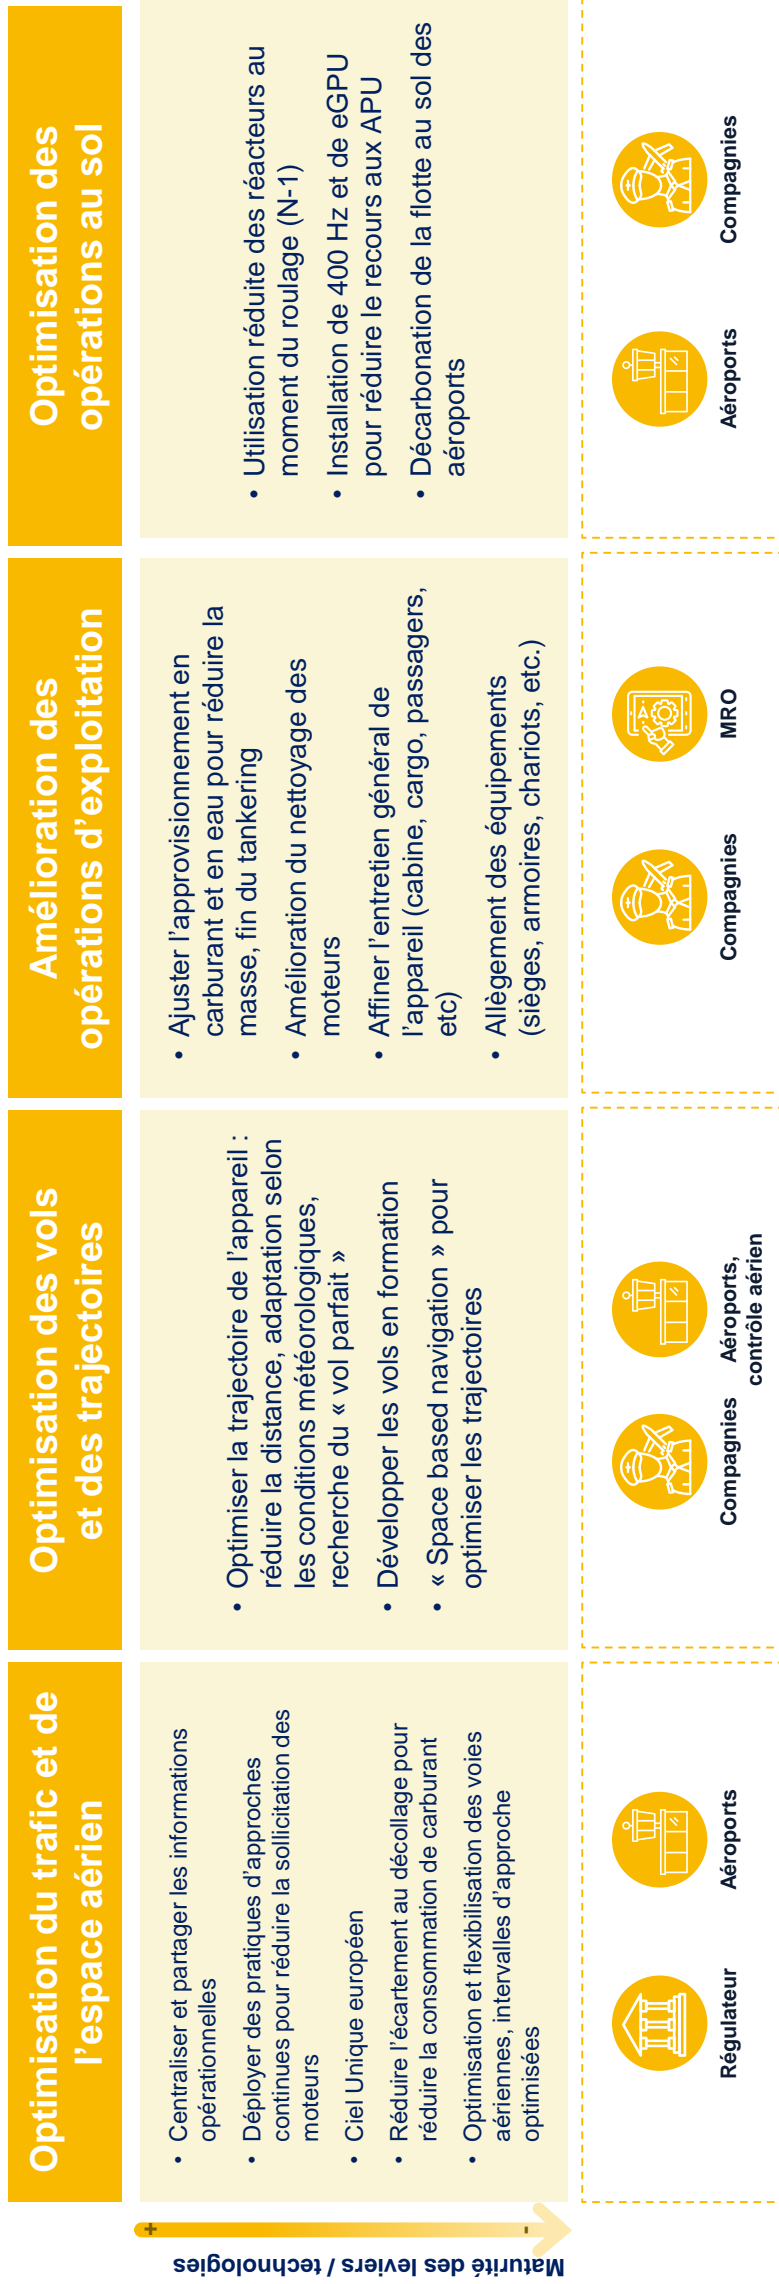 Maturité des leviers / technologies
+
-
Optimisation du trafic et de
l’espace aérien
• Centraliser et partager les informations
opérationnelles
• Déployer des pratiques d’approches
continues pour réduire la sollicitation des
moteurs
• Ciel Unique européen
• Réduire l’écartement au décollage pour
réduire la consommation de carburant
• Optimisation et flexibilisation des voies
aériennes, intervalles d’approche
optimisées
Régulateur
Aéroports
Optimisation des vols
et des trajectoires
• Optimiser la trajectoire de l’appareil :
réduire la distance, adaptation selon
les conditions météorologiques,
recherche du « vol parfait »
• Développer les vols en formation
• « Space based navigation » pour
optimiser les trajectoires
Compagnies
Aéroports,
contrôle aérien
Amélioration des
opérations d’exploitation
• Ajuster l’approvisionnement en
carburant et en eau pour réduire la
masse, fin du tankering
• Amélioration du nettoyage des
moteurs
• Affiner l’entretien général de
l’appareil (cabine, cargo, passagers,
etc)
• Allègement des équipements
(sièges, armoires, chariots, etc.)
Compagnies
MRO
Optimisation des
opérations au sol
• Utilisation réduite des réacteurs au
moment du roulage (N-1)
• Installation de 400 Hz et de eGPU
pour réduire le recours aux APU
• Décarbonation de la flotte au sol des
aéroports
Aéroports
Compagnies